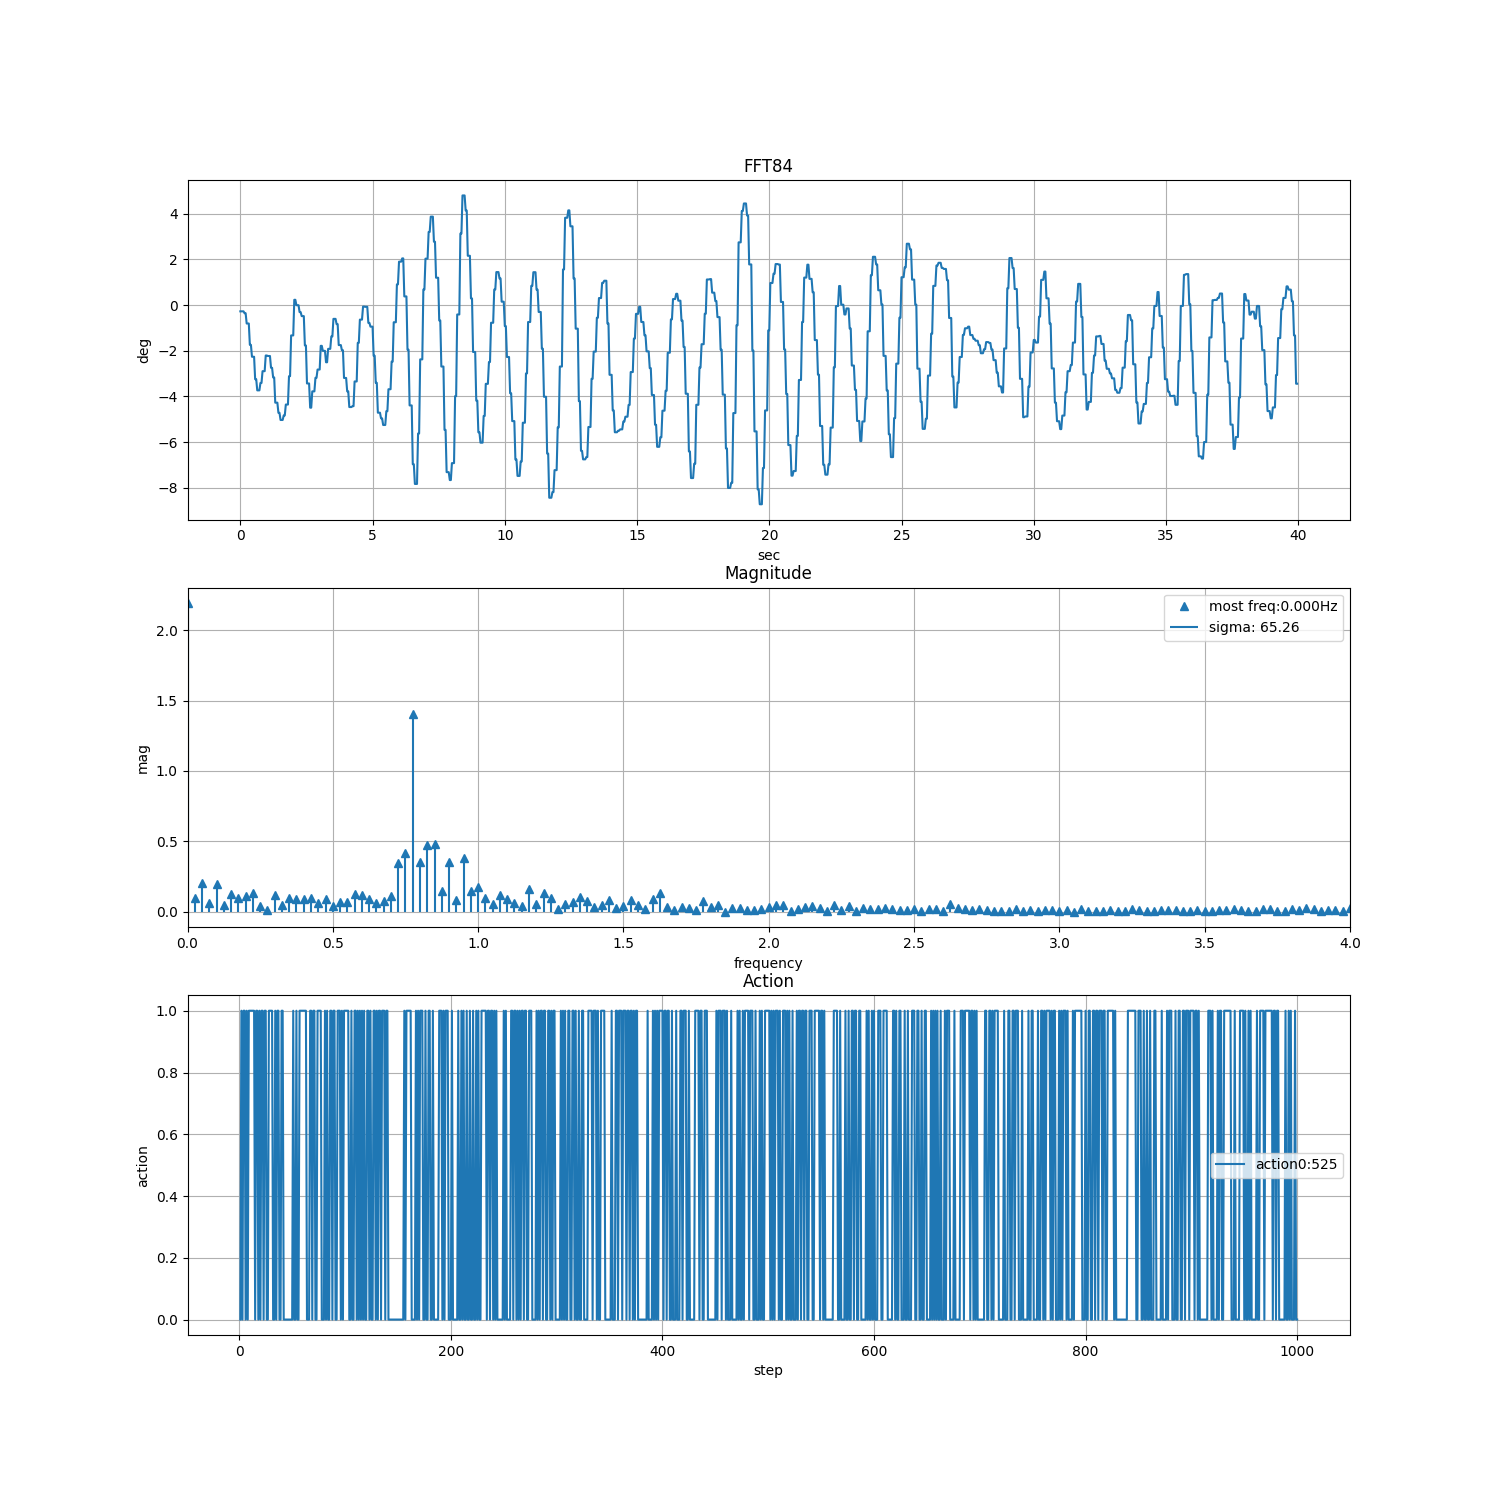 FFT84
4
2
0
−2
−4
−6
−8
deg
0 5 10 15 20 25 30 35 40
sec
Magnitude
most freq:0.000Hz
sigma: 65.26
2.0
1.5
1.0
0.5
0.0
mag
0.0 0.5 1.0 1.5 2.0 2.5 3.0 3.5 4.0
frequency
Action
1.0
0.8
0.6
0.4
0.2
0.0
action
action0:525
0 200 400 600 800 1000
step